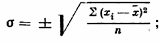 σ = ± √ Σ (xᵢ − x̄)² / n ;